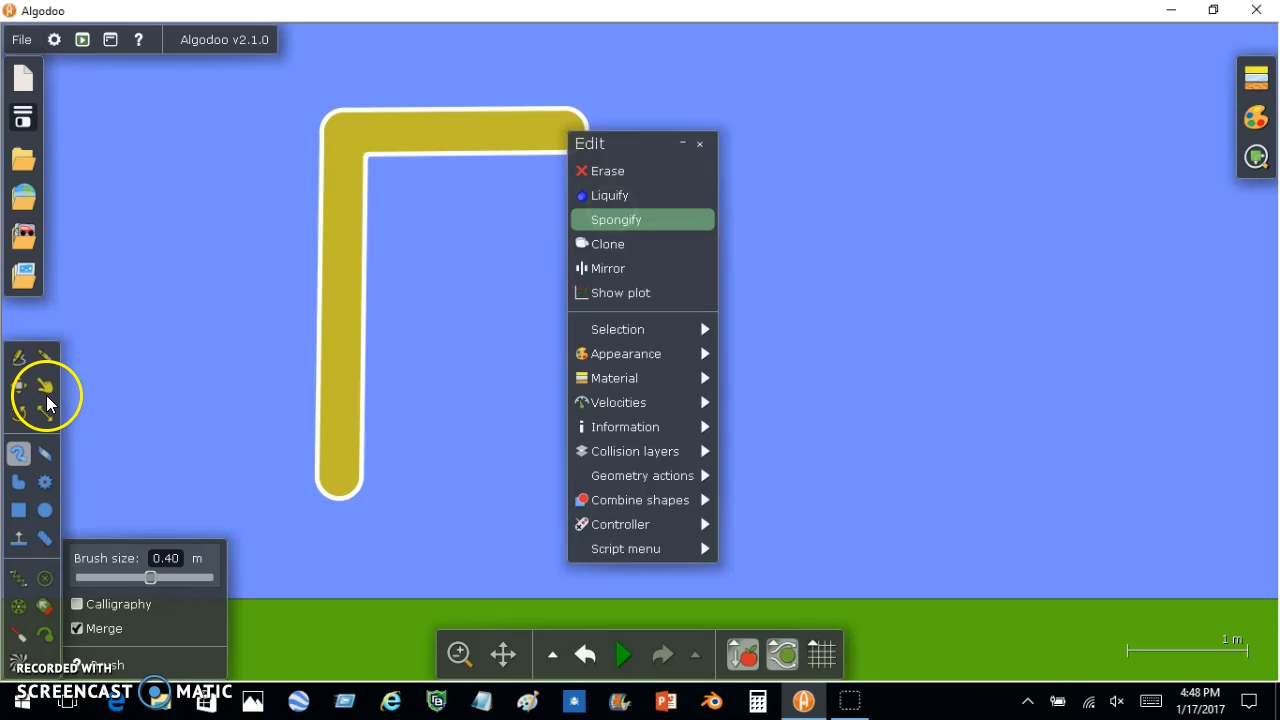 Algodoo
File
Algodoo v2.1.0
Edit
Erase
Liquify
Spongify
Clone
Mirror
Show plot
Selection
Appearance
Material
Velocities
Information
Collision layers
Geometry actions
Combine shapes
Controller
Script menu
Brush size: 0.40 m
Calligraphy
Merge
RECORDED WITH
SCREENCAST MATIC
1 m
4:48 PM
1/17/2017